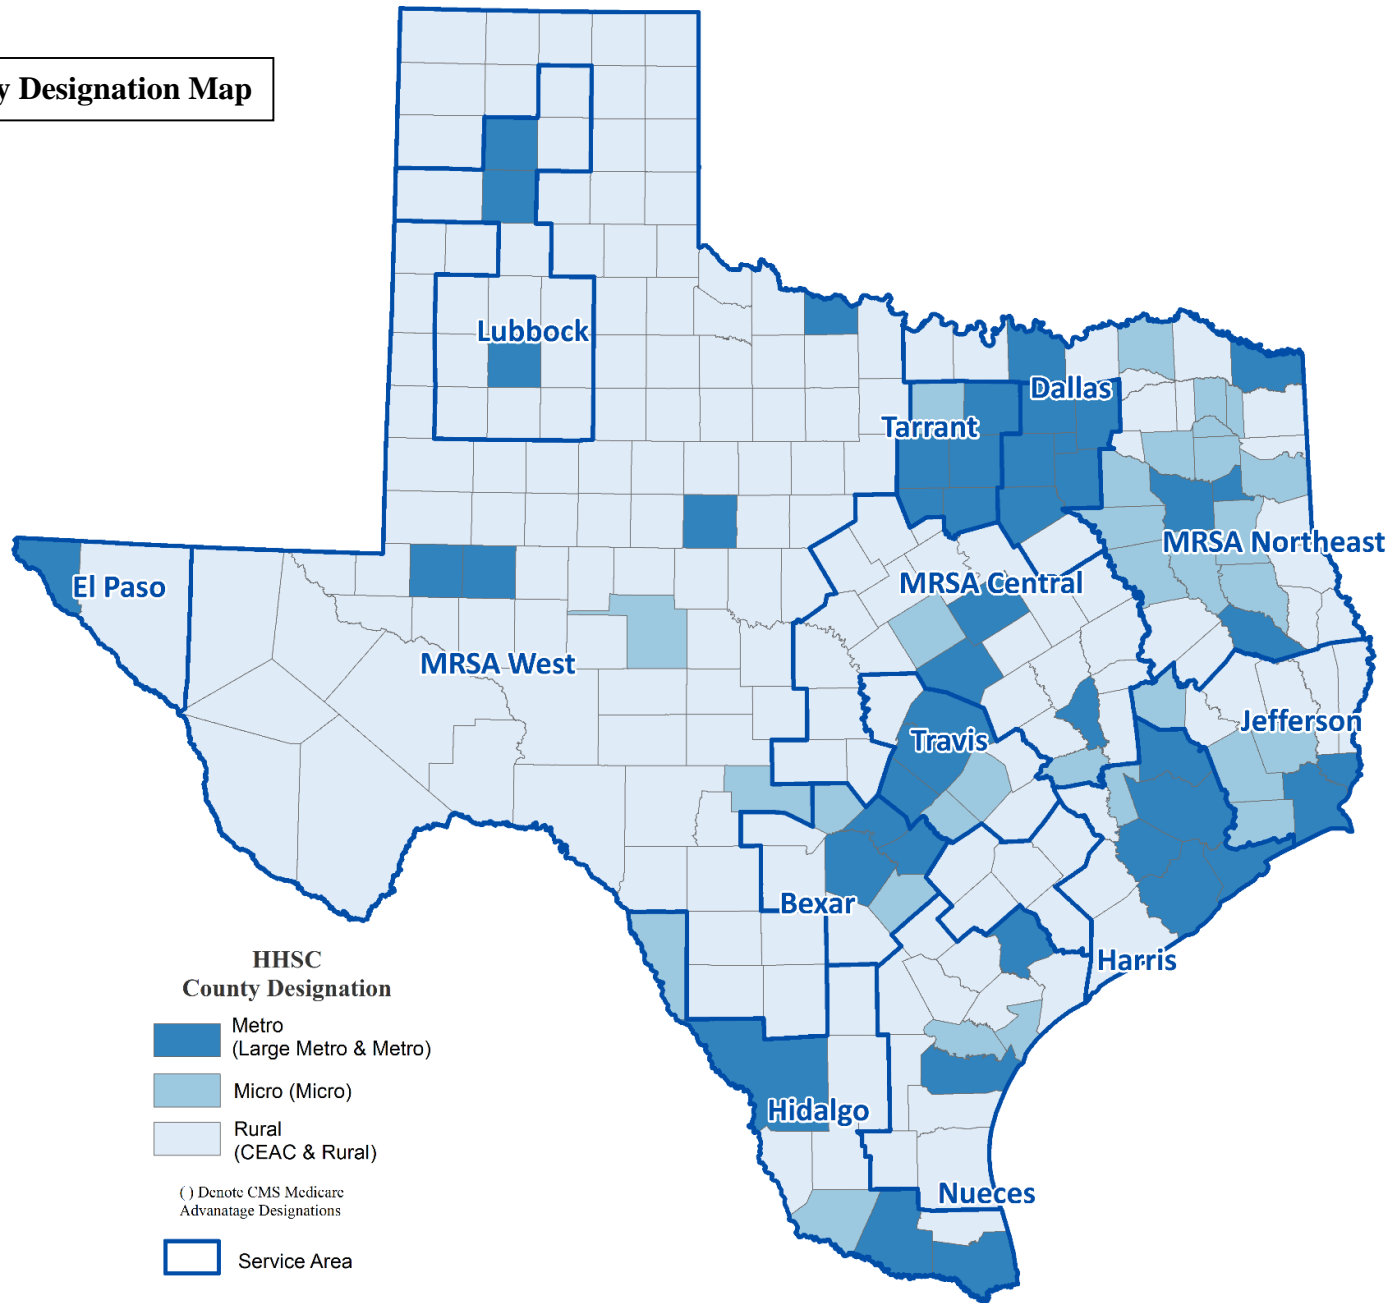 y Designation Map
Lubbock
Dallas
Tarrant
MRSA Northeast
El Paso
MRSA Central
MRSA West
Jefferson
Travis
Bexar
Harris
HHSC
County Designation
Metro
(Large Metro & Metro)
Micro (Micro)
Hidalgo
Rural
(CEAC & Rural)
( ) Denote CMS Medicare
Advanatage Designations
Nueces
Service Area